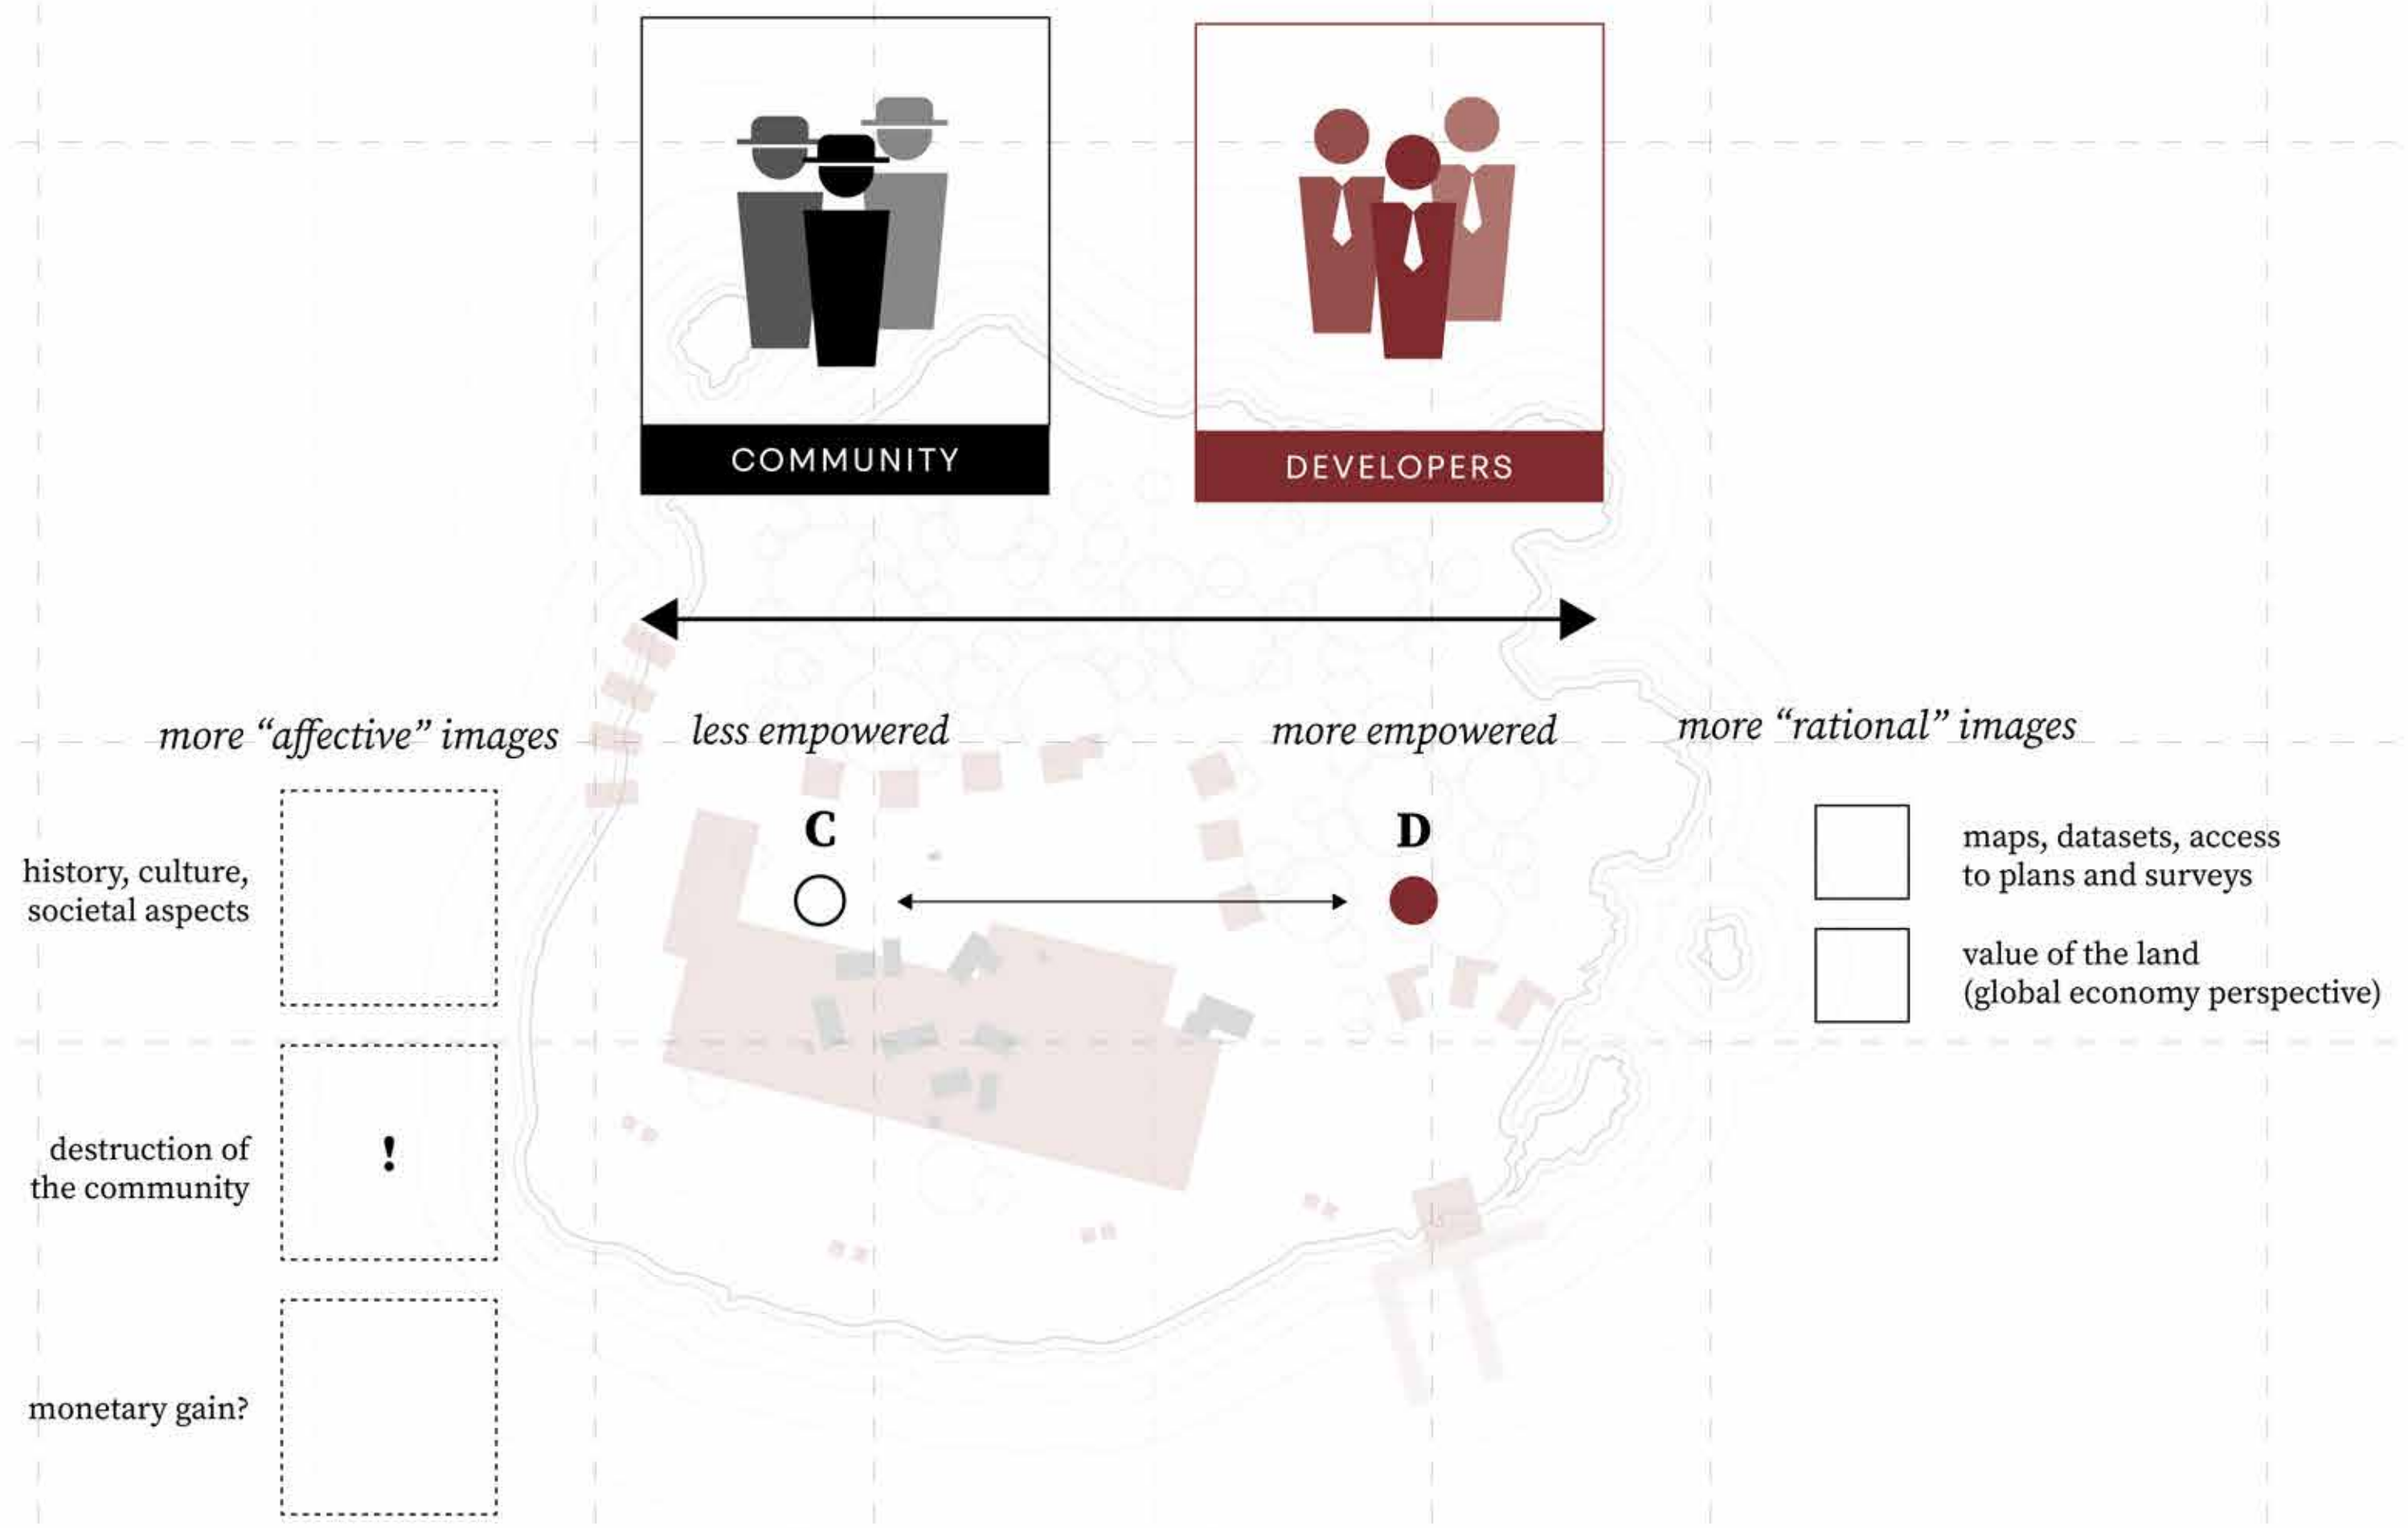 COMMUNITY
DEVELOPERS
more “affective” images
less empowered
more empowered
more “rational” images
C
D
history, culture,
societal aspects
maps, datasets, access
to plans and surveys
value of the land
(global economy perspective)
destruction of
the community
!
monetary gain?